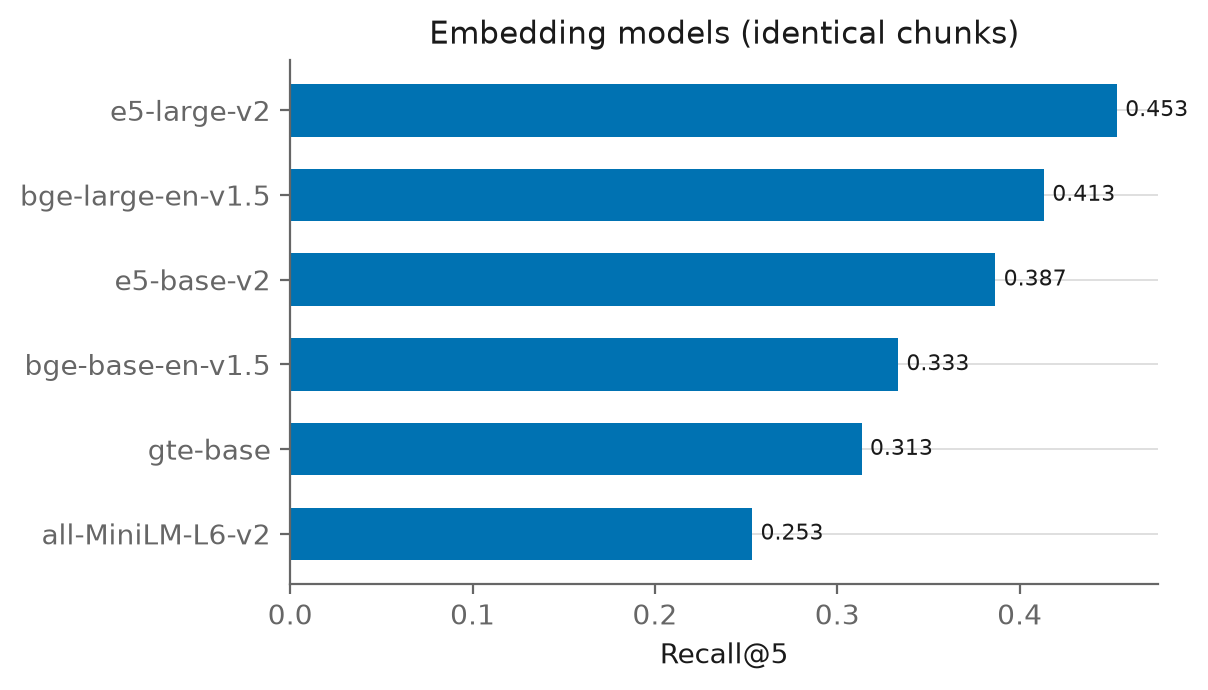 Embedding models (identical chunks)
e5-large-v2 0.453
bge-large-en-v1.5 0.413
e5-base-v2 0.387
bge-base-en-v1.5 0.333
gte-base 0.313
all-MiniLM-L6-v2 0.253
0.0 0.1 0.2 0.3 0.4
Recall@5